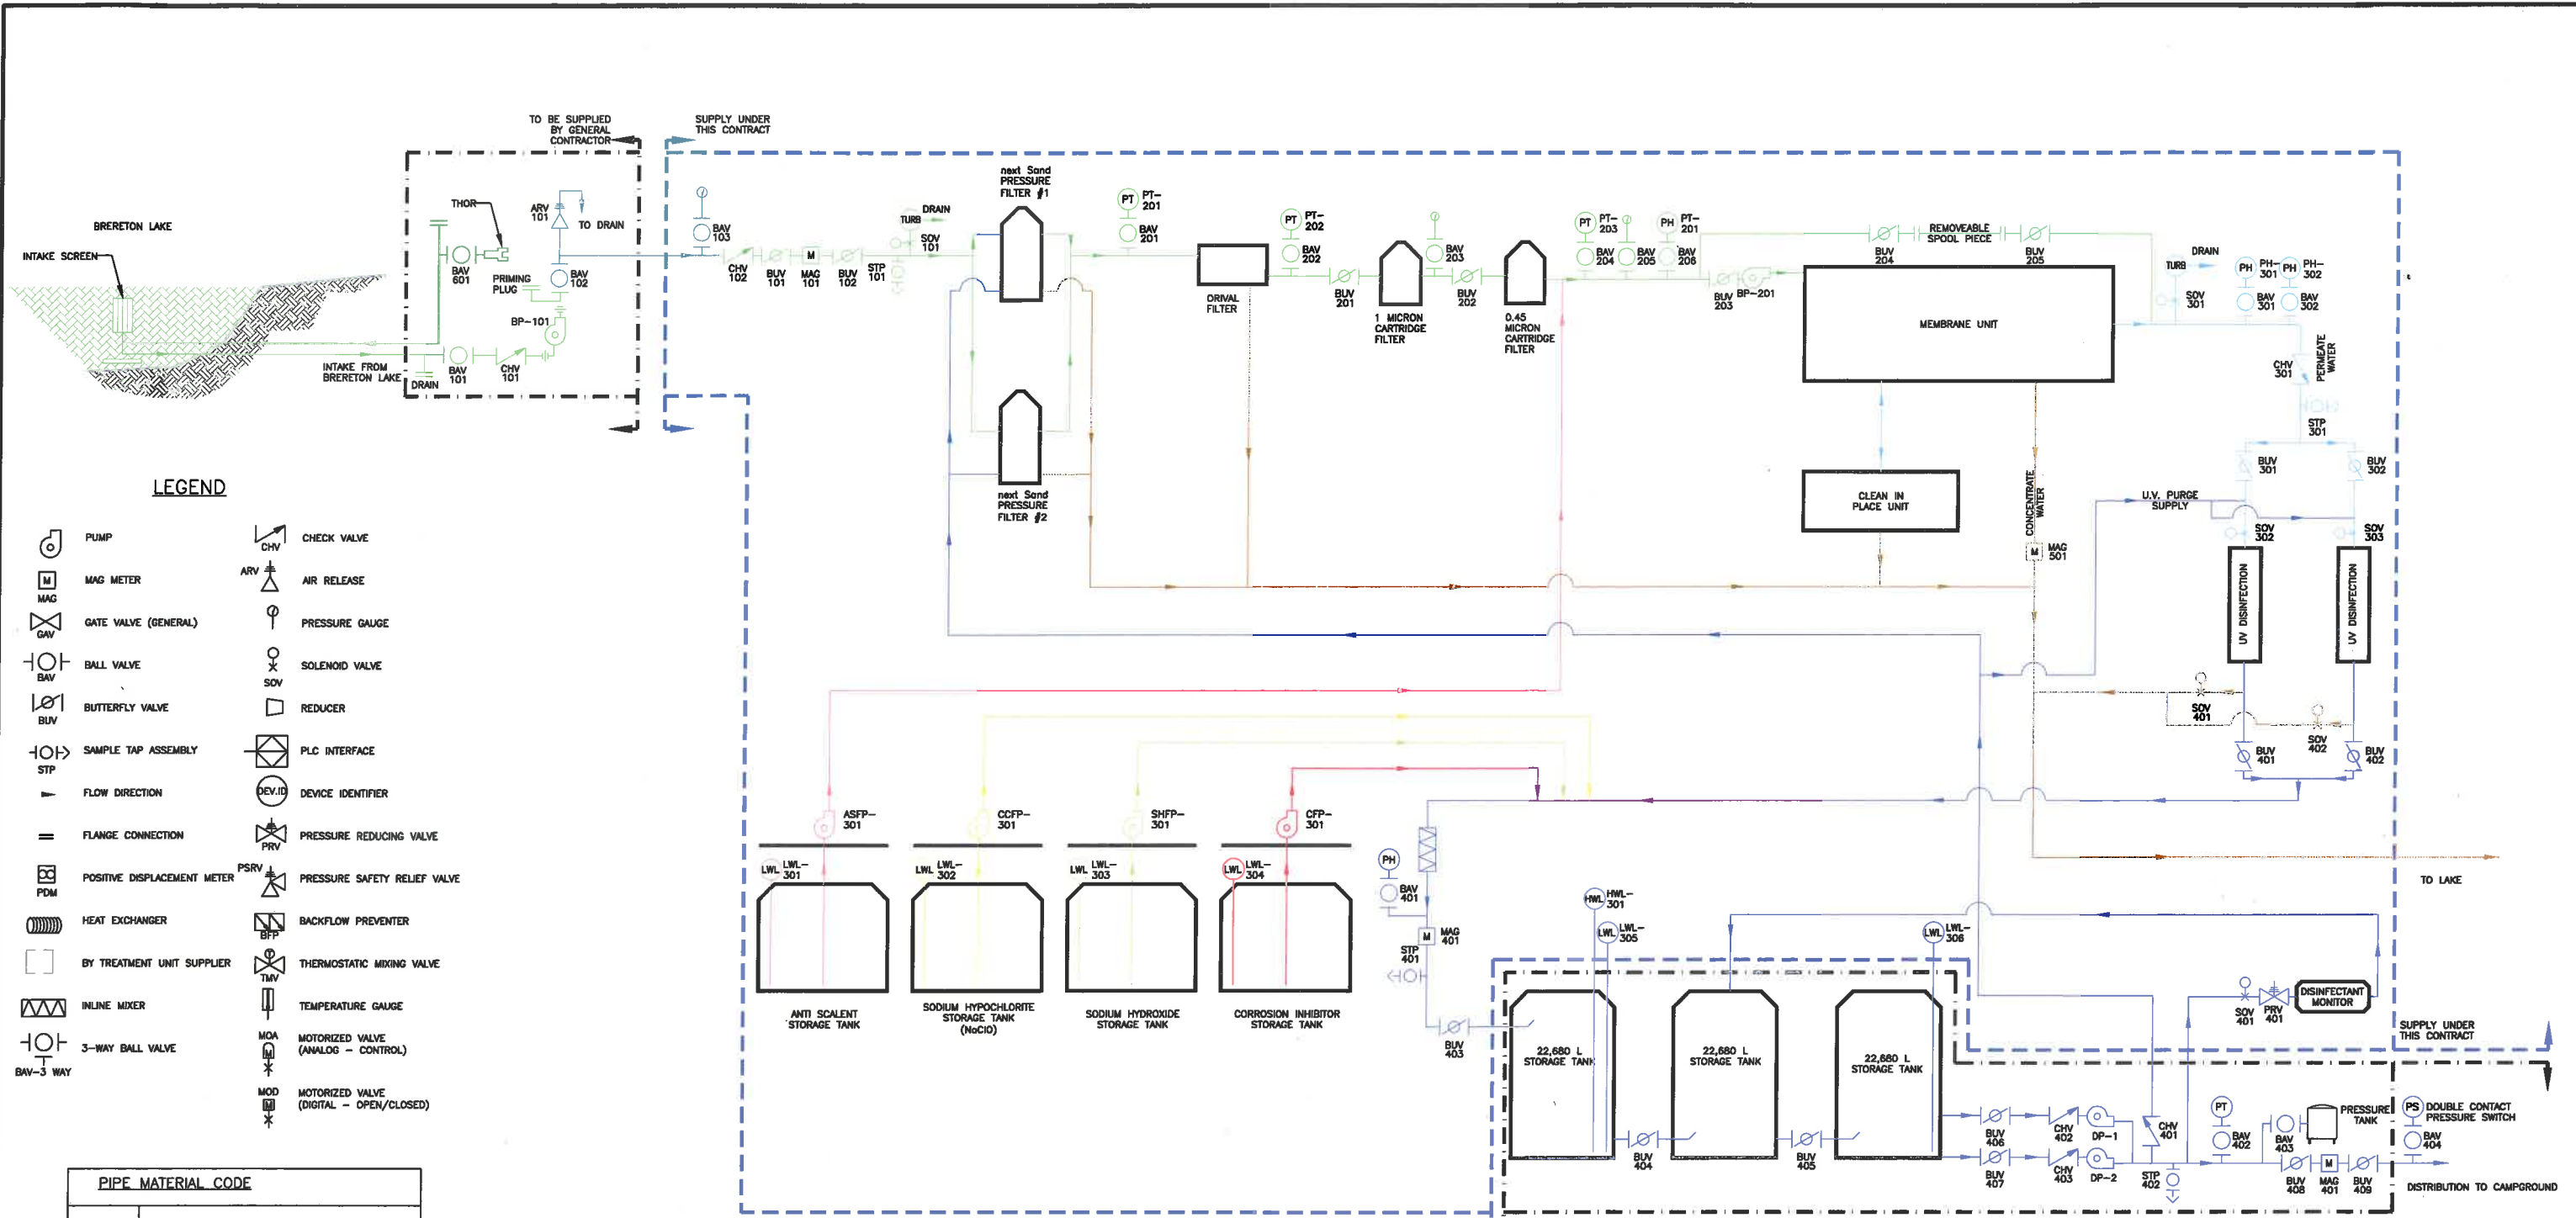 TO BE SUPPLIED
BY GENERAL
CONTRACTOR
SUPPLY UNDER
THIS CONTRACT
BRERETON LAKE
INTAKE SCREEN
THOR
ARV
101
TO DRAIN
BAV
601
PRIMING
PLUG
BAV
102
BP-101
INTAKE FROM
BRERETON LAKE
DRAIN
BAV
101
CHV
101
BAV
103
CHV
102
BUV
101
M
MAG
101
BUV
102
STP
101
TURB
DRAIN
SOV
101
next Sand
PRESSURE
FILTER #1
next Sand
PRESSURE
FILTER #2
PT
PT-
201
BAV
201
ORIVAL
FILTER
PT
PT-
202
BAV
202
BUV
201
1 MICRON
CARTRIDGE
FILTER
BAV
203
BUV
202
0.45
MICRON
CARTRIDGE
FILTER
PT
PT-
203
BAV
204
BAV
205
PH
PT-
201
BAV
206
BUV
203
BP-201
BUV
204
REMOVEABLE
SPOOL PIECE
BUV
205
MEMBRANE UNIT
TURB
DRAIN
SOV
301
PH
PH-
301
PH
PH-
302
BAV
301
BAV
302
CHV
301
PERMEATE
WATER
STP
301
BUV
301
BUV
302
CLEAN IN
PLACE UNIT
CONCENTRATE
WATER
M
MAG
501
U.V. PURGE
SUPPLY
SOV
302
SOV
303
UV DISINFECTION
UV DISINFECTION
SOV
401
SOV
402
BUV
401
BUV
402
TO LAKE
LEGEND
PUMP
M
MAG
MAG METER
GAV
GATE VALVE (GENERAL)
BAV
BALL VALVE
BUV
BUTTERFLY VALVE
STP
SAMPLE TAP ASSEMBLY
FLOW DIRECTION
FLANGE CONNECTION
PDM
POSITIVE DISPLACEMENT METER
HEAT EXCHANGER
BY TREATMENT UNIT SUPPLIER
INLINE MIXER
BAV-3 WAY
3-WAY BALL VALVE
CHV
CHECK VALVE
ARV
AIR RELEASE
PRESSURE GAUGE
SOV
SOLENOID VALVE
REDUCER
PLC INTERFACE
DEV.ID
DEVICE IDENTIFIER
PRV
PRESSURE REDUCING VALVE
PSRV
PRESSURE SAFETY RELIEF VALVE
BFP
BACKFLOW PREVENTER
TMV
THERMOSTATIC MIXING VALVE
TEMPERATURE GAUGE
MOA
M
MOTORIZED VALVE
(ANALOG - CONTROL)
MOD
M
MOTORIZED VALVE
(DIGITAL - OPEN/CLOSED)
PIPE MATERIAL CODE
ASFP-
301
CCFP-
301
SHFP-
301
CFP-
301
LWL
LWL-
301
LWL
LWL-
302
LWL
LWL-
303
LWL
LWL-
304
ANTI SCALENT
STORAGE TANK
SODIUM HYPOCHLORITE
STORAGE TANK
(NaClO)
SODIUM HYDROXIDE
STORAGE TANK
CORROSION INHIBITOR
STORAGE TANK
PH
BAV
401
M
MAG
401
STP
401
BUV
403
HWL
HWL-
301
LWL
LWL-
305
LWL
LWL-
306
22,680 L
STORAGE TANK
22,680 L
STORAGE TANK
22,680 L
STORAGE TANK
BUV
404
BUV
405
BUV
406
CHV
402
DP-1
BUV
407
CHV
403
DP-2
CHV
401
STP
402
SOV
401
PRV
401
DISINFECTANT
MONITOR
SUPPLY UNDER
THIS CONTRACT
PT
BAV
402
BAV
403
PRESSURE
TANK
BUV
408
M
MAG
401
BUV
409
PS
DOUBLE CONTACT
PRESSURE SWITCH
BAV
404
DISTRIBUTION TO CAMPGROUND